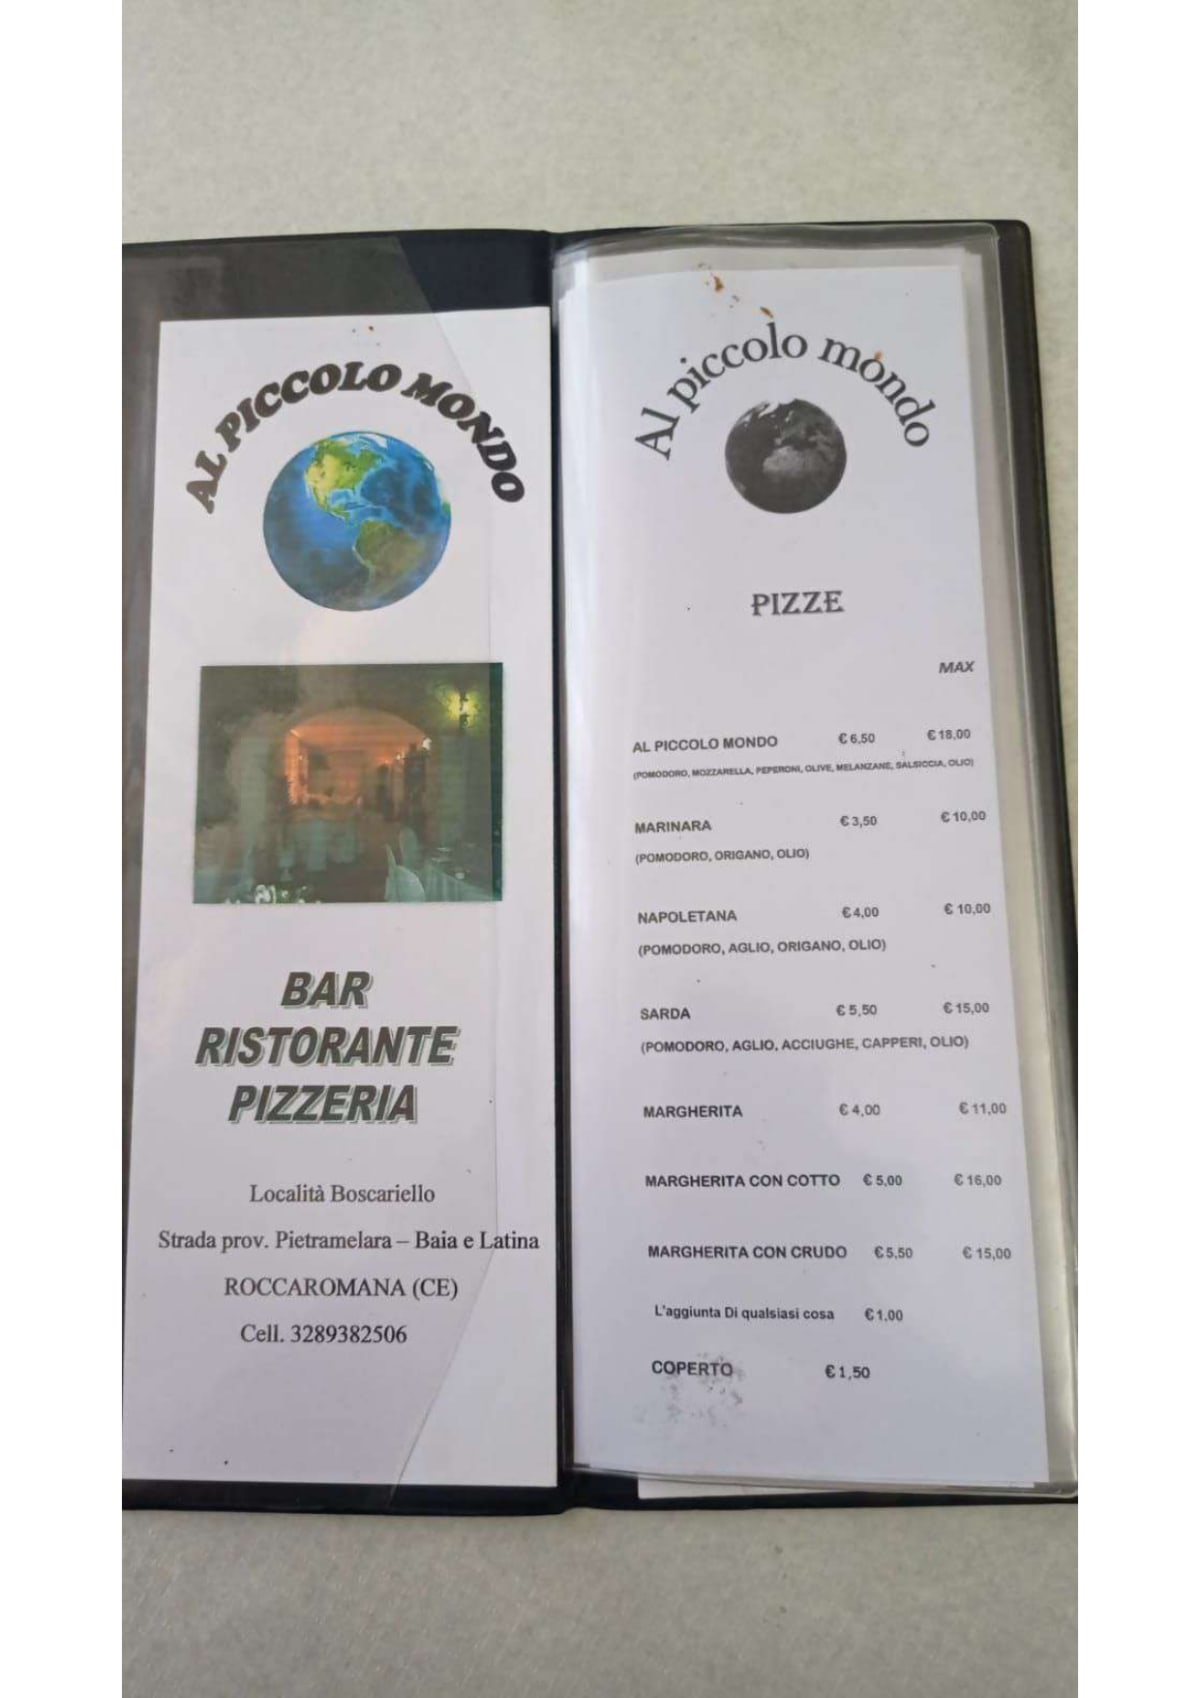 AL PICCOLO MONDO
BAR
RISTORANTE
PIZZERIA
Località Boscariello
Strada prov. Pietramelara – Baia e Latina
ROCCAROMANA (CE)
Cell. 3289382506
Al piccolo mondo
PIZZE
MAX
AL PICCOLO MONDO € 6,50 € 18,00
(POMODORO, MOZZARELLA, PEPERONI, OLIVE, MELANZANE, SALSICCIA, OLIO)
MARINARA € 3,50 € 10,00
(POMODORO, ORIGANO, OLIO)
NAPOLETANA € 4,00 € 10,00
(POMODORO, AGLIO, ORIGANO, OLIO)
SARDA € 5,50 € 15,00
(POMODORO, AGLIO, ACCIUGHE, CAPPERI, OLIO)
MARGHERITA € 4,00 € 11,00
MARGHERITA CON COTTO € 5,00 € 16,00
MARGHERITA CON CRUDO € 5,50 € 15,00
L'aggiunta Di qualsiasi cosa € 1,00
COPERTO € 1,50